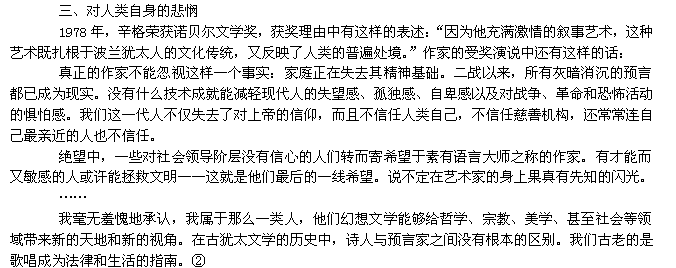 三、对人类自身的悲悯
1978 年，辛格荣获诺贝尔文学奖，获奖理由中有这样的表述：“因为他充满激情的叙事艺术，这种
艺术既扎根于波兰犹太人的文化传统，又反映了人类的普遍处境。”作家的受奖演说中还有这样的话：
真正的作家不能忽视这样一个事实：家庭正在失去其精神基础。二战以来，所有灰暗消沉的预言
都已成为现实。没有什么技术成就能减轻现代人的失望感、孤独感、自卑感以及对战争、革命和恐怖活动
的惧怕感。我们这一代人不仅失去了对上帝的信仰，而且不信任人类自己，不信任慈善机构，还常常连自
己最亲近的人也不信任。
绝望中，一些对社会领导阶层没有信心的人们转而寄希望于素有语言大师之称的作家。有才能而
又敏感的人或许能拯救文明一一这就是他们最后的一线希望。说不定在艺术家的身上果真有先知的闪光。
……
我毫无羞愧地承认，我属于那么一类人，他们幻想文学能够给哲学、宗教、美学、甚至社会等领
域带来新的天地和新的视角。在古犹太文学的历史中，诗人与预言家之间没有根本的区别。我们古老的是
歌唱成为法律和生活的指南。②